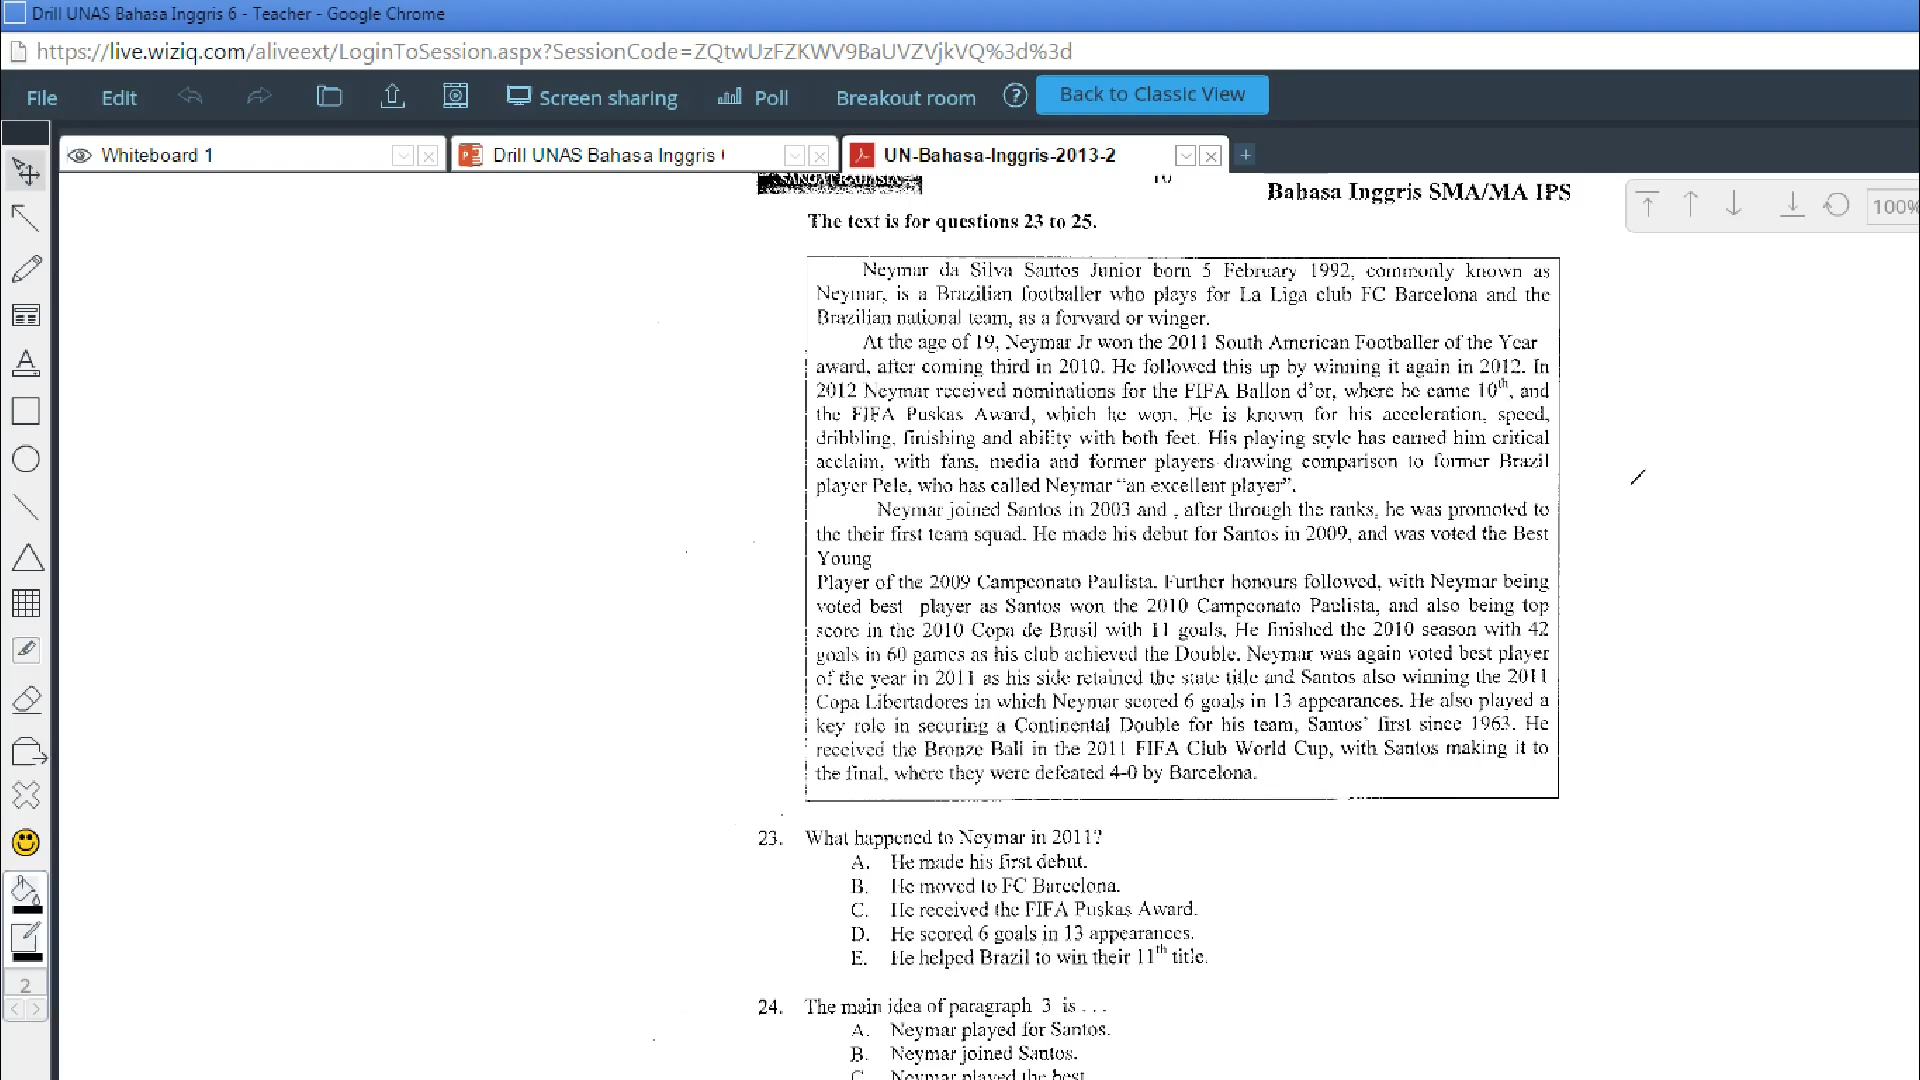 Drill UNAS Bahasa Inggris 6 - Teacher - Google Chrome
https://live.wiziq.com/aliveext/LoginToSession.aspx?SessionCode=ZQtwUzFZKWV9BaUVZVjkVQ%3d%3d
File Edit Screen sharing Poll Breakout room ? Back to Classic View
Whiteboard 1 Drill UNAS Bahasa Inggris UN-Bahasa-Inggris-2013-2 +
Bahasa Inggris SMA/MA IPS
100%
The text is for questions 23 to 25.
Neymar da Silva Santos Junior born 5 February 1992, commonly known as
Neymar, is a Brazilian footballer who plays for La Liga club FC Barcelona and the
Brazilian national team, as a forward or winger.
At the age of 19, Neymar Jr won the 2011 South American Footballer of the Year
award, after coming third in 2010. He followed this up by winning it again in 2012. In
2012 Neymar received nominations for the FIFA Ballon d'or, where he came 10th, and
the FIFA Puskas Award, which he won. He is known for his acceleration, speed,
dribbling, finishing and ability with both feet. His playing style has earned him critical
acclaim, with fans, media and former players drawing comparison to former Brazil
player Pele, who has called Neymar "an excellent player".
Neymar joined Santos in 2003 and , after through the ranks, he was promoted to
the their first team squad. He made his debut for Santos in 2009, and was voted the Best
Young
Player of the 2009 Campeonato Paulista. Further honours followed, with Neymar being
voted best player as Santos won the 2010 Campeonato Paulista, and also being top
score in the 2010 Copa de Brasil with 11 goals. He finished the 2010 season with 42
goals in 60 games as his club achieved the Double. Neymar was again voted best player
of the year in 2011 as his side retained the state title and Santos also winning the 2011
Copa Libertadores in which Neymar scored 6 goals in 13 appearances. He also played a
key role in securing a Continental Double for his team, Santos' first since 1963. He
received the Bronze Ball in the 2011 FIFA Club World Cup, with Santos making it to
the final, where they were defeated 4-0 by Barcelona.
23. What happened to Neymar in 2011?
A. He made his first debut.
B. He moved to FC Barcelona.
C. He received the FIFA Puskas Award.
D. He scored 6 goals in 13 appearances.
E. He helped Brazil to win their 11th title.
2
24. The main idea of paragraph 3 is . . .
A. Neymar played for Santos.
B. Neymar joined Santos.
C. Neymar played the best